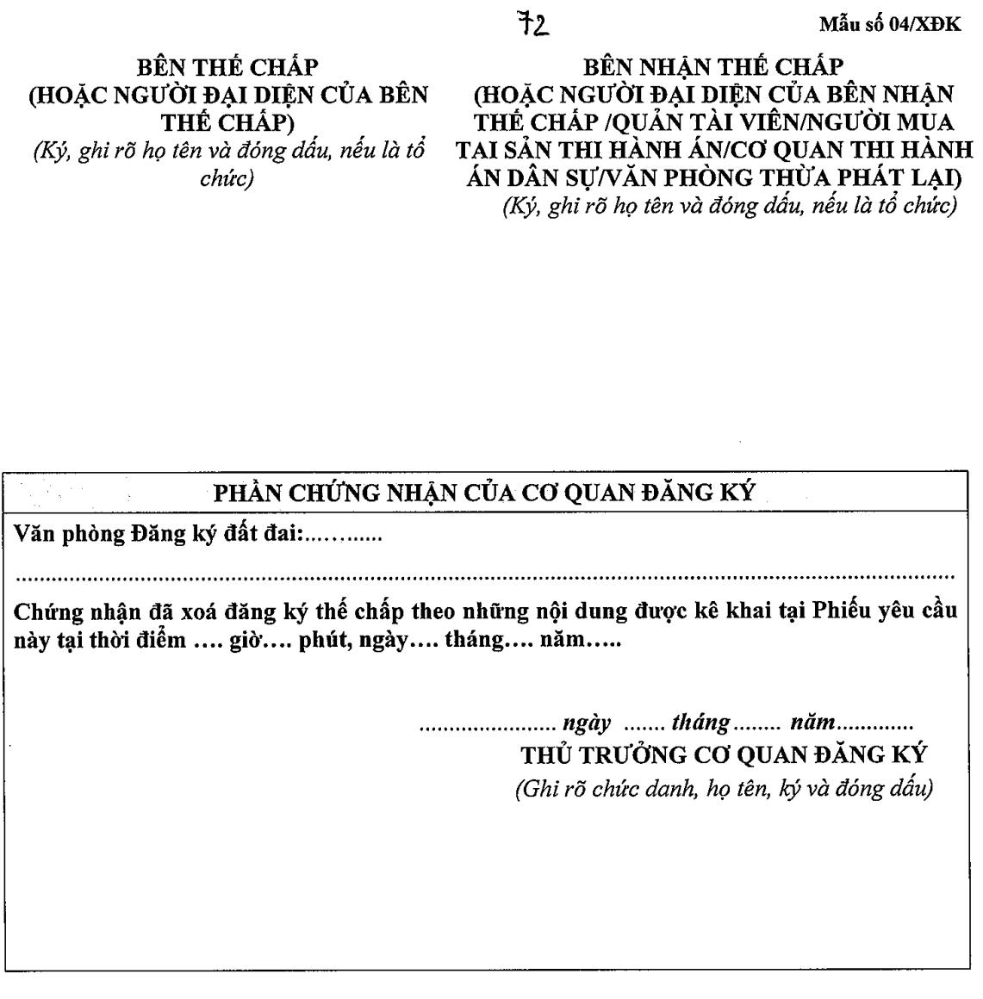 72
Mẫu số 04/XĐK
BÊN THẾ CHẤP
(HOẶC NGƯỜI ĐẠI DIỆN CỦA BÊN
THẾ CHẤP)
(Ký, ghi rõ họ tên và đóng dấu, nếu là tổ
chức)
BÊN NHẬN THẾ CHẤP
(HOẶC NGƯỜI ĐẠI DIỆN CỦA BÊN NHẬN
THẾ CHẤP /QUẢN TÀI VIÊN/NGƯỜI MUA
TAI SẢN THI HÀNH ÁN/CƠ QUAN THI HÀNH
ÁN DÂN SỰ/VĂN PHÒNG THỪA PHÁT LẠI)
(Ký, ghi rõ họ tên và đóng dấu, nếu là tổ chức)
PHẦN CHỨNG NHẬN CỦA CƠ QUAN ĐĂNG KÝ
Văn phòng Đăng ký đất đai:............
........................................................................................................................
Chứng nhận đã xoá đăng ký thế chấp theo những nội dung được kê khai tại Phiếu yêu cầu
này tại thời điểm .... giờ.... phút, ngày.... tháng.... năm.....
....................... ngày ....... tháng........ năm.............
THỦ TRƯỞNG CƠ QUAN ĐĂNG KÝ
(Ghi rõ chức danh, họ tên, ký và đóng dấu)